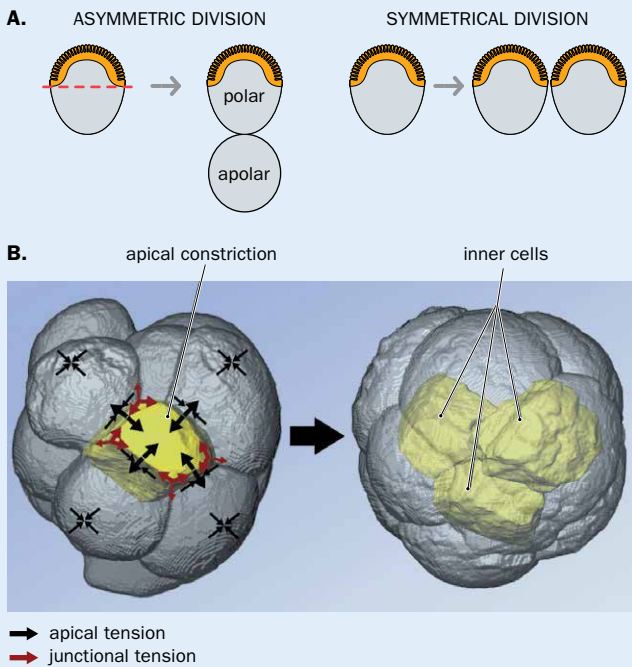 A.
ASYMMETRIC DIVISION
SYMMETRICAL DIVISION
polar
apolar
B.
apical constriction
inner cells
apical tension
junctional tension